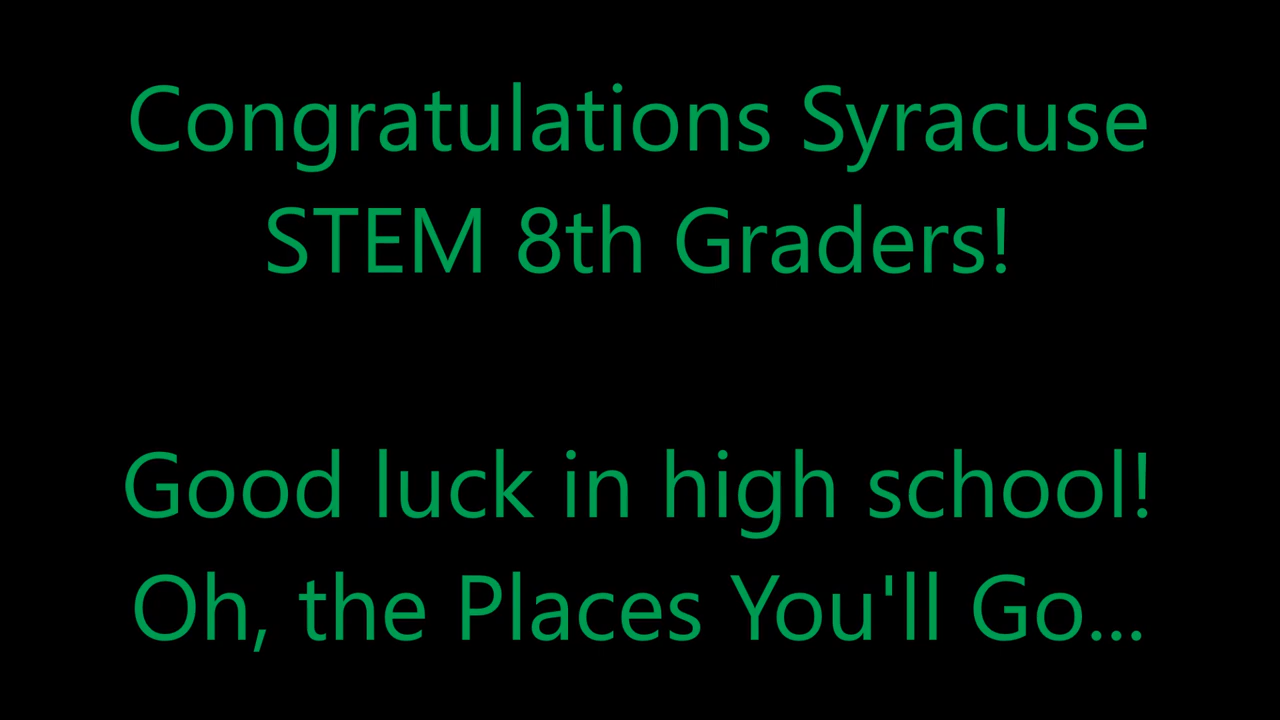 Congratulations Syracuse
STEM 8th Graders!
Good luck in high school!
Oh, the Places You'll Go...